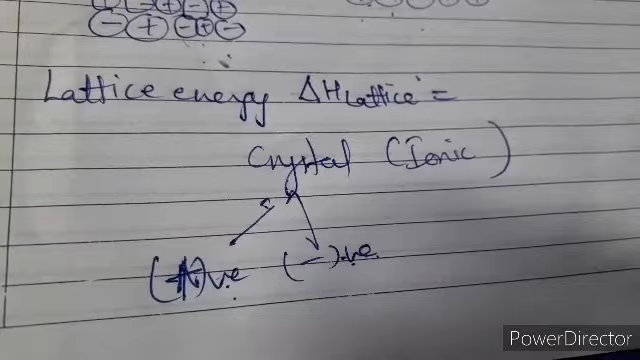 Lattice energy ΔHLattice =
Crystal (Ionic)
(+)ve (−)ve
PowerDirector